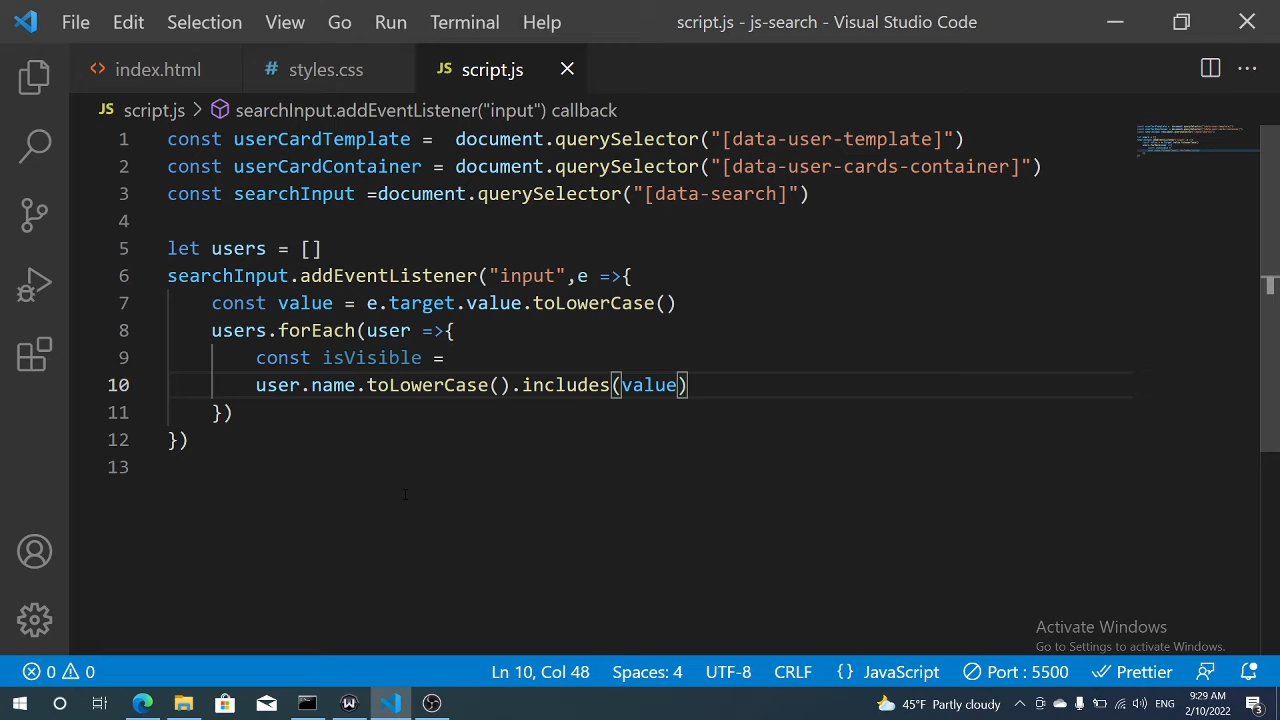 File Edit Selection View Go Run Terminal Help script.js - js-search - Visual Studio Code
<> index.html # styles.css JS script.js
JS script.js > searchInput.addEventListener("input") callback
1 const userCardTemplate =  document.querySelector("[data-user-template]")
2 const userCardContainer = document.querySelector("[data-user-cards-container]")
3 const searchInput =document.querySelector("[data-search]")
4
5 let users = []
6 searchInput.addEventListener("input",e =>{
7     const value = e.target.value.toLowerCase()
8     users.forEach(user =>{
9         const isVisible =
10         user.name.toLowerCase().includes(value)
11     })
12 })
13
Activate Windows
Go to Settings to activate Windows.
0 0 Ln 10, Col 48 Spaces: 4 UTF-8 CRLF {} JavaScript Port : 5500 Prettier
45°F Partly cloudy ENG 9:29 AM
2/10/2022 3